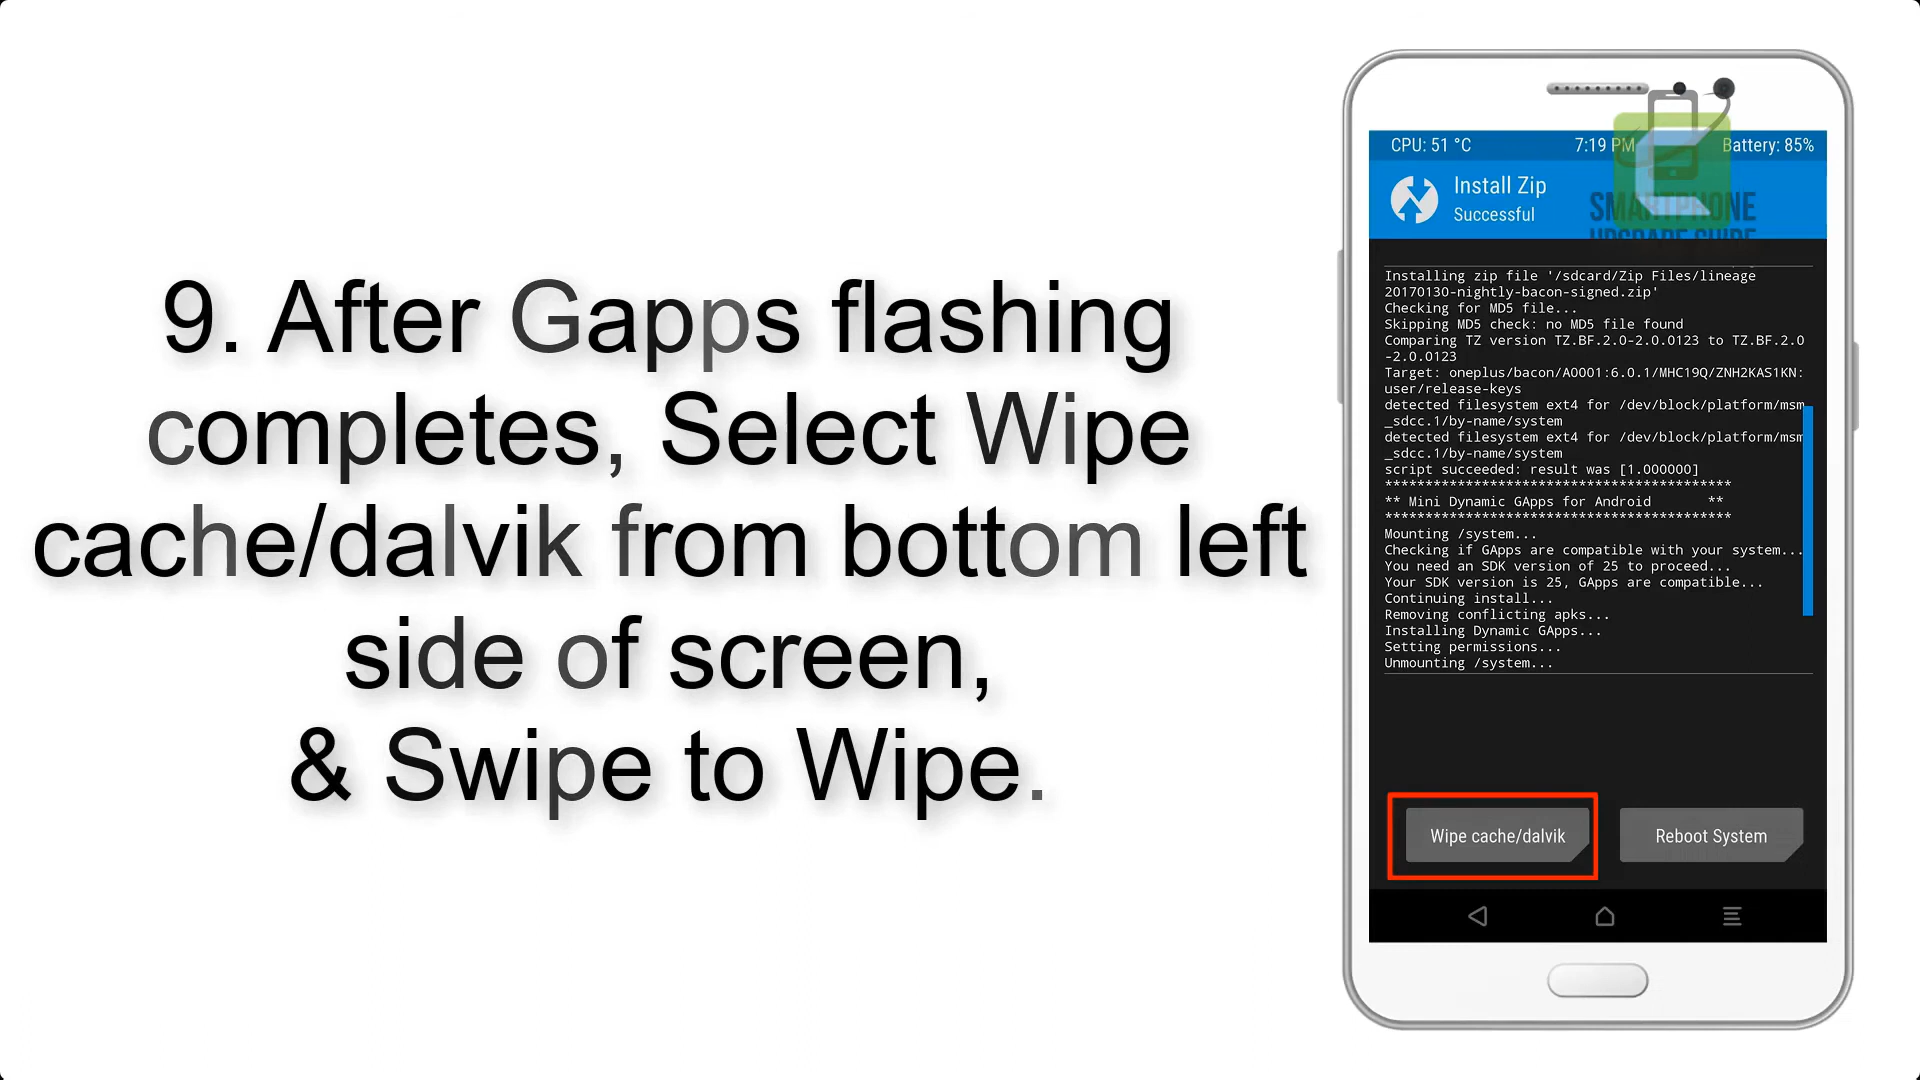 9. After Gapps flashing
completes, Select Wipe
cache/dalvik from bottom left
side of screen,
& Swipe to Wipe.
CPU: 51 °C 7:19 PM Battery: 85%
Install Zip
Successful
SMARTPHONE
UPGRADE GUIDE
Installing zip file '/sdcard/Zip Files/lineage
20170130-nightly-bacon-signed.zip'
Checking for MD5 file...
Skipping MD5 check: no MD5 file found
Comparing TZ version TZ.BF.2.0-2.0.0123 to TZ.BF.2.0
-2.0.0123
Target: oneplus/bacon/A0001:6.0.1/MHC19Q/ZNH2KAS1KN:
user/release-keys
detected filesystem ext4 for /dev/block/platform/msm
_sdcc.1/by-name/system
detected filesystem ext4 for /dev/block/platform/msm
_sdcc.1/by-name/system
script succeeded: result was [1.000000]
*******************************************
** Mini Dynamic GApps for Android **
*******************************************
Mounting /system...
Checking if GApps are compatible with your system...
You need an SDK version of 25 to proceed...
Your SDK version is 25, GApps are compatible...
Continuing install...
Removing conflicting apks...
Installing Dynamic GApps...
Setting permissions...
Unmounting /system...
Wipe cache/dalvik
Reboot System